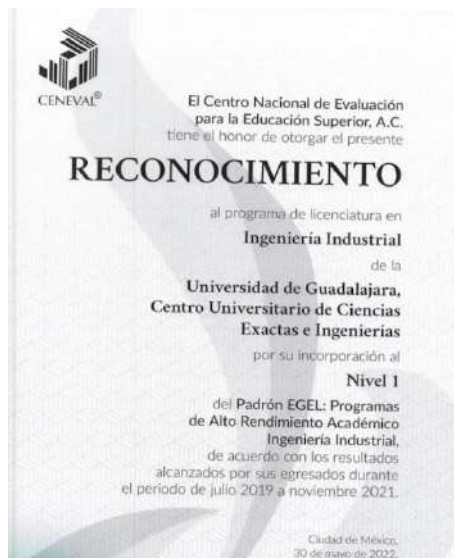 CENEVAL®
El Centro Nacional de Evaluación
para la Educación Superior, A.C.
tiene el honor de otorgar el presente
RECONOCIMIENTO
al programa de licenciatura en
Ingeniería Industrial
de la
Universidad de Guadalajara,
Centro Universitario de Ciencias
Exactas e Ingenierías
por su incorporación al
Nivel 1
del Padrón EGEL: Programas
de Alto Rendimiento Académico
Ingeniería Industrial,
de acuerdo con los resultados
alcanzados por sus egresados durante
el periodo de julio 2019 a noviembre 2021.
Ciudad de México,
30 de mayo de 2022.